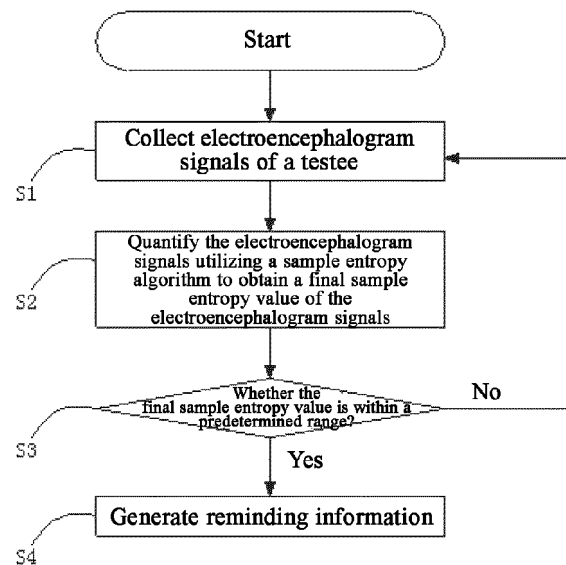 Start
Collect electroencephalogram
signals of a testee
S1
Quantify the electroencephalogram
signals utilizing a sample entropy
algorithm to obtain a final sample
entropy value of the
electroencephalogram signals
S2
Whether the
final sample entropy value is within a
predetermined range?
No
S3
Yes
Generate reminding information
S4